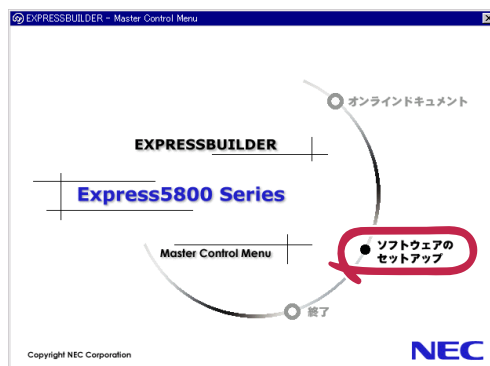 EXPRESSBUILDER - Master Control Menu
オンラインドキュメント
EXPRESSBUILDER
Express5800 Series
ソフトウェアの
セットアップ
Master Control Menu
終了
Copyright NEC Corporation
NEC